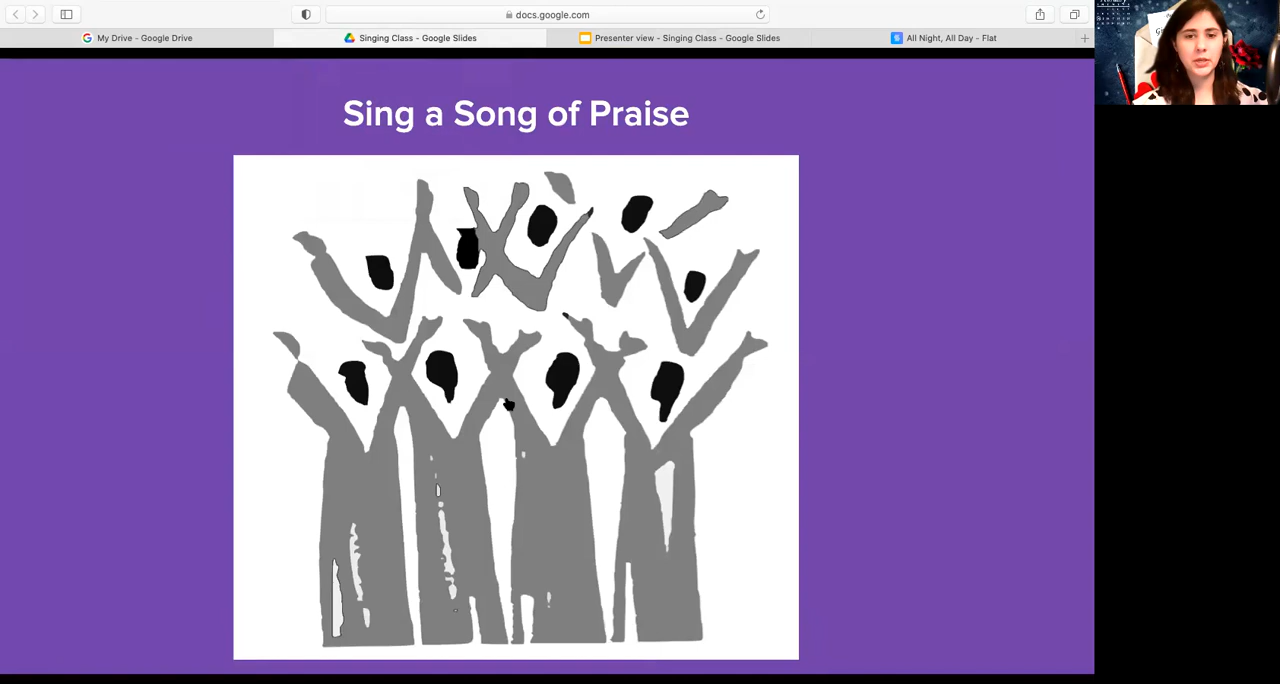 docs.google.com
My Drive - Google Drive
Singing Class - Google Slides
Presenter view - Singing Class - Google Slides
All Night, All Day - Flat
Sing a Song of Praise